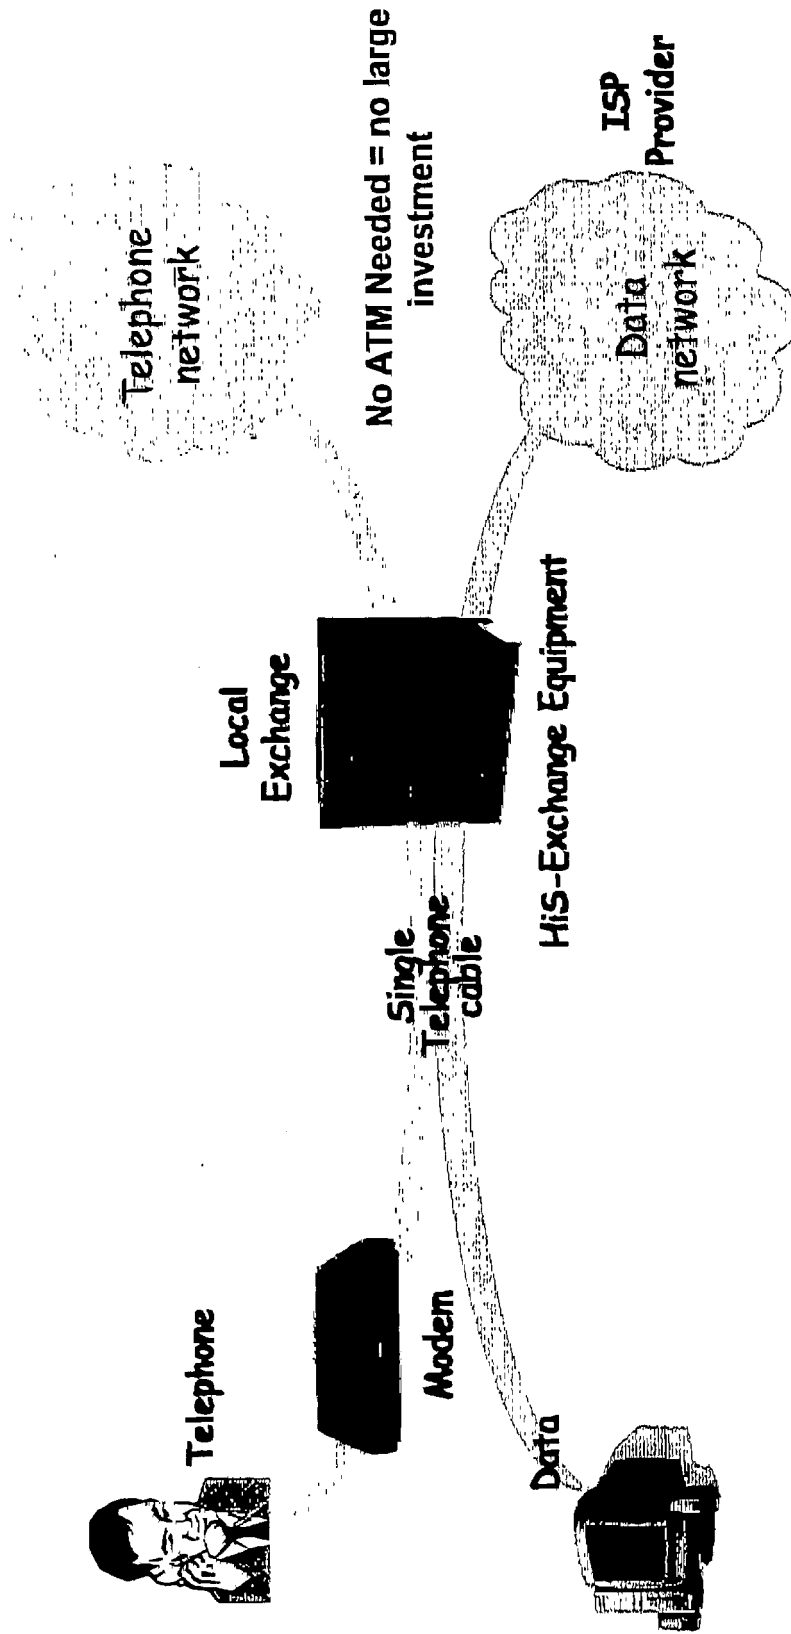 Telephone
Modem
Data
Single
Telephone
cable
Local
Exchange
HiS-Exchange Equipment
Telephone
network
No ATM Needed = no large
investment
Data
network
ISP
Provider